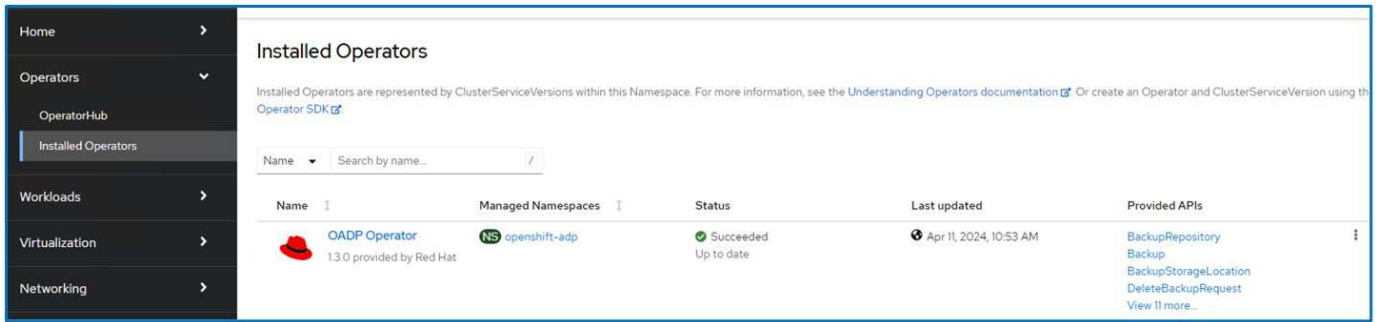 Home
Operators
OperatorHub
Installed Operators
Workloads
Virtualization
Networking
Installed Operators
Installed Operators are represented by ClusterServiceVersions within this Namespace. For more information, see the Understanding Operators documentation. Or create an Operator and ClusterServiceVersion using
Operator SDK.
Name Search by name... /
Name Managed Namespaces Status Last updated Provided APIs
OADP Operator NS openshift-adp Succeeded Apr 11, 2024, 10:53 AM BackupRepository
1.3.0 provided by Red Hat Up to date Backup
BackupStorageLocation
DeleteBackupRequest
View 11 more...